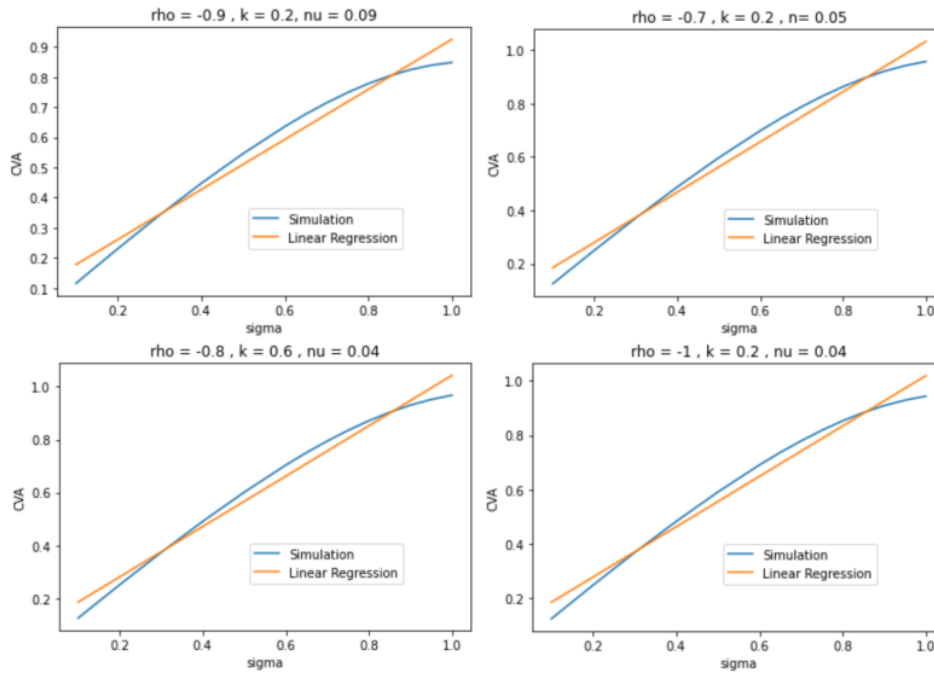 rho = -0.9 , k = 0.2, nu = 0.09
0.9
0.8
0.7
0.6
0.5
0.4
0.3
0.2
0.1
CVA
Simulation
Linear Regression
0.2 0.4 0.6 0.8 1.0
sigma
rho = -0.7 , k = 0.2 , n= 0.05
1.0
0.8
0.6
0.4
0.2
CVA
Simulation
Linear Regression
0.2 0.4 0.6 0.8 1.0
sigma
rho = -0.8 , k = 0.6 , nu = 0.04
1.0
0.8
0.6
0.4
0.2
CVA
Simulation
Linear Regression
0.2 0.4 0.6 0.8 1.0
sigma
rho = -1 , k = 0.2 , nu = 0.04
1.0
0.8
0.6
0.4
0.2
CVA
Simulation
Linear Regression
0.2 0.4 0.6 0.8 1.0
sigma